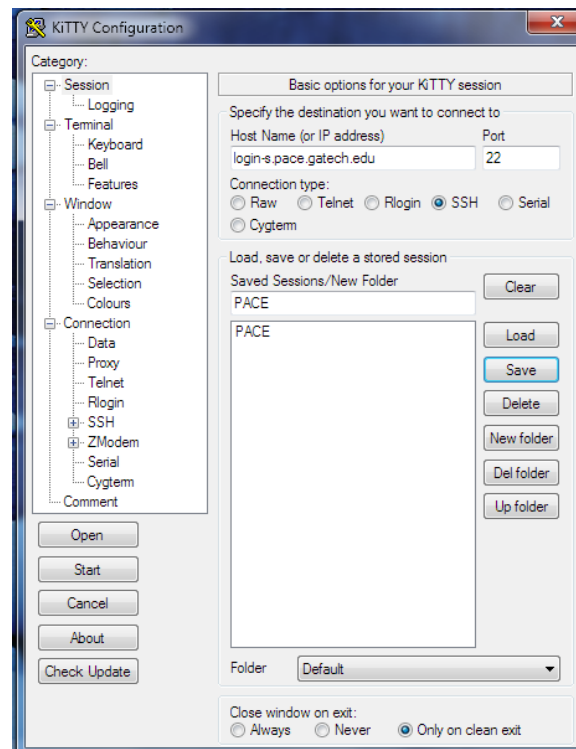 KiTTY Configuration
Category:
Session
Logging
Terminal
Keyboard
Bell
Features
Window
Appearance
Behaviour
Translation
Selection
Colours
Connection
Data
Proxy
Telnet
Rlogin
SSH
ZModem
Serial
Cygterm
Comment
Open
Start
Cancel
About
Check Update
Basic options for your KiTTY session
Specify the destination you want to connect to
Host Name (or IP address) Port
login-s.pace.gatech.edu 22
Connection type:
Raw Telnet Rlogin SSH Serial
Cygterm
Load, save or delete a stored session
Saved Sessions/New Folder
Clear
PACE
PACE
Load
Save
Delete
New folder
Del folder
Up folder
Folder Default
Close window on exit:
Always Never Only on clean exit